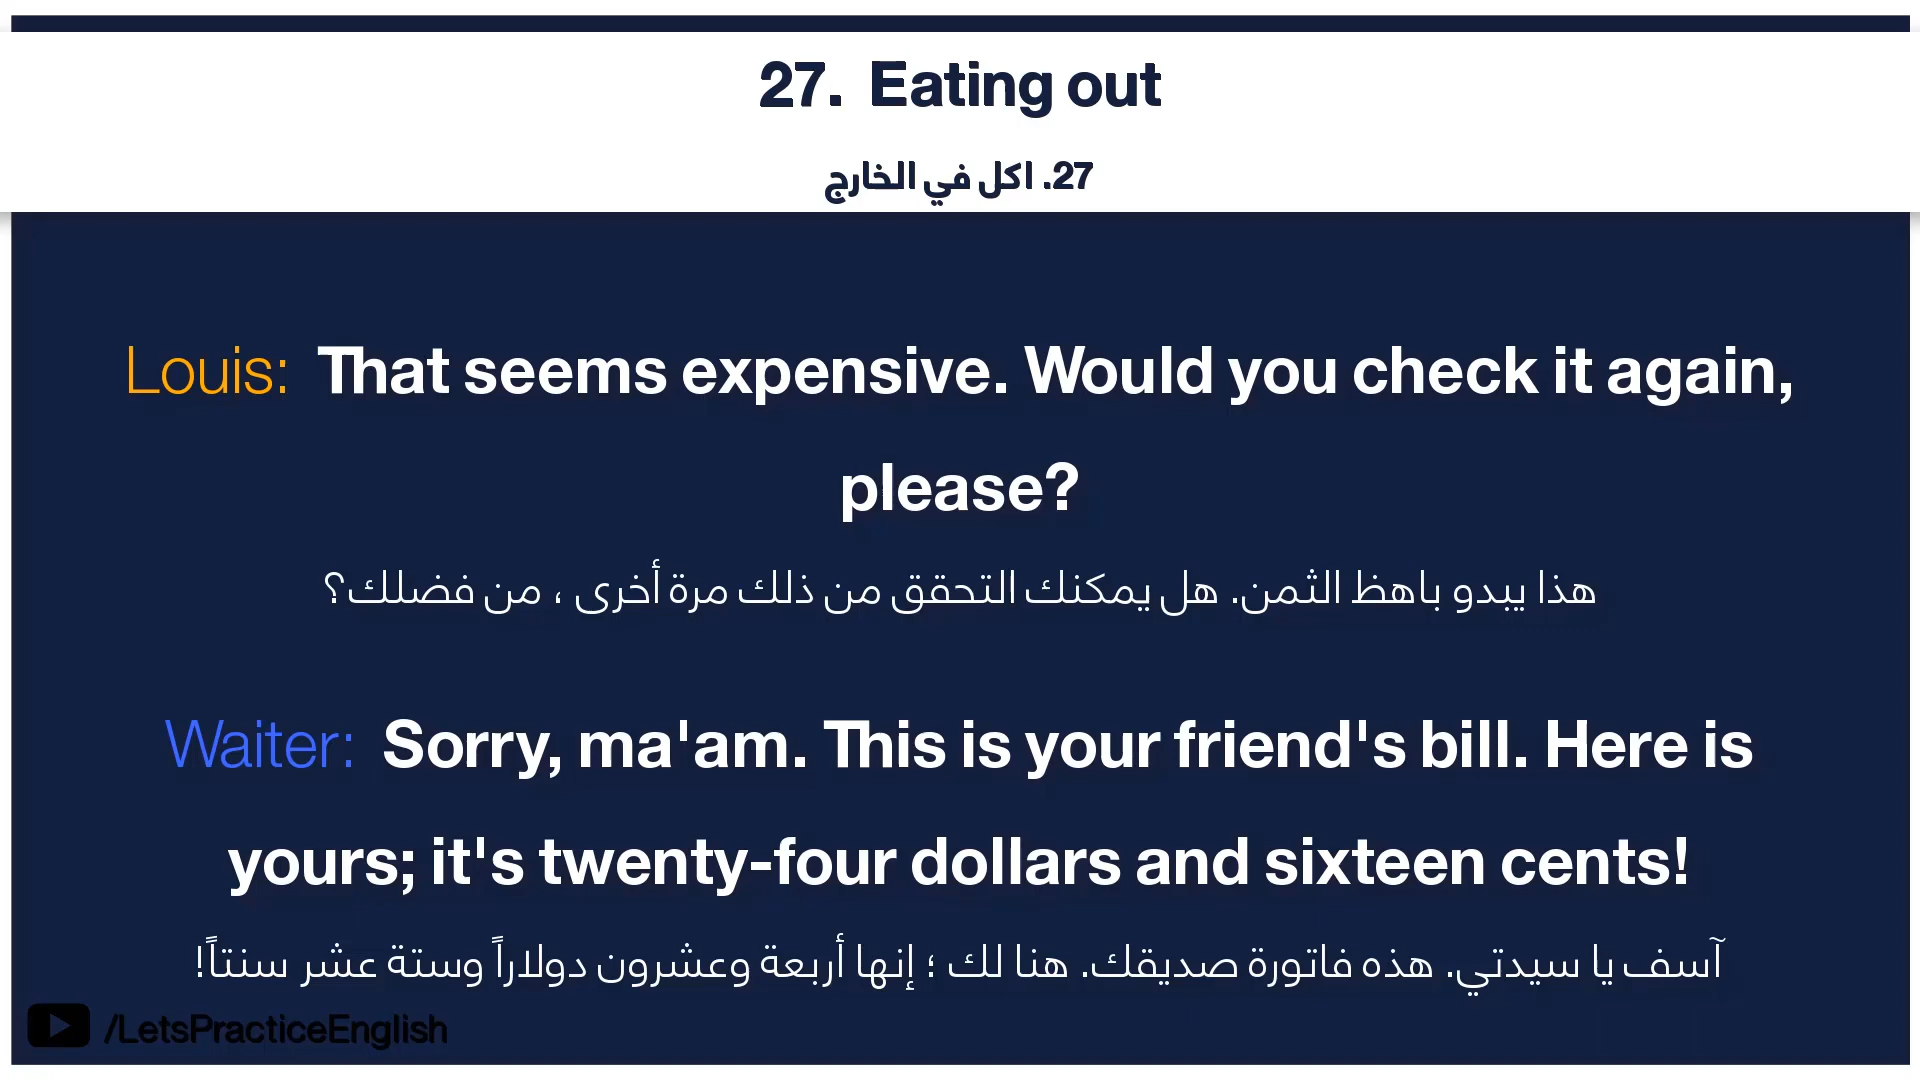 27. Eating out
27. اكل في الخارج
Louis: That seems expensive. Would you check it again,
please?
هذا يبدو باهظ الثمن. هل يمكنك التحقق من ذلك مرة أخرى ، من فضلك؟
Waiter: Sorry, ma'am. This is your friend's bill. Here is
yours; it's twenty-four dollars and sixteen cents!
آسف يا سيدتي. هذه فاتورة صديقك. هنا لك ؛ إنها أربعة وعشرون دولاراً وستة عشر سنتاً!
/LetsPracticeEnglish